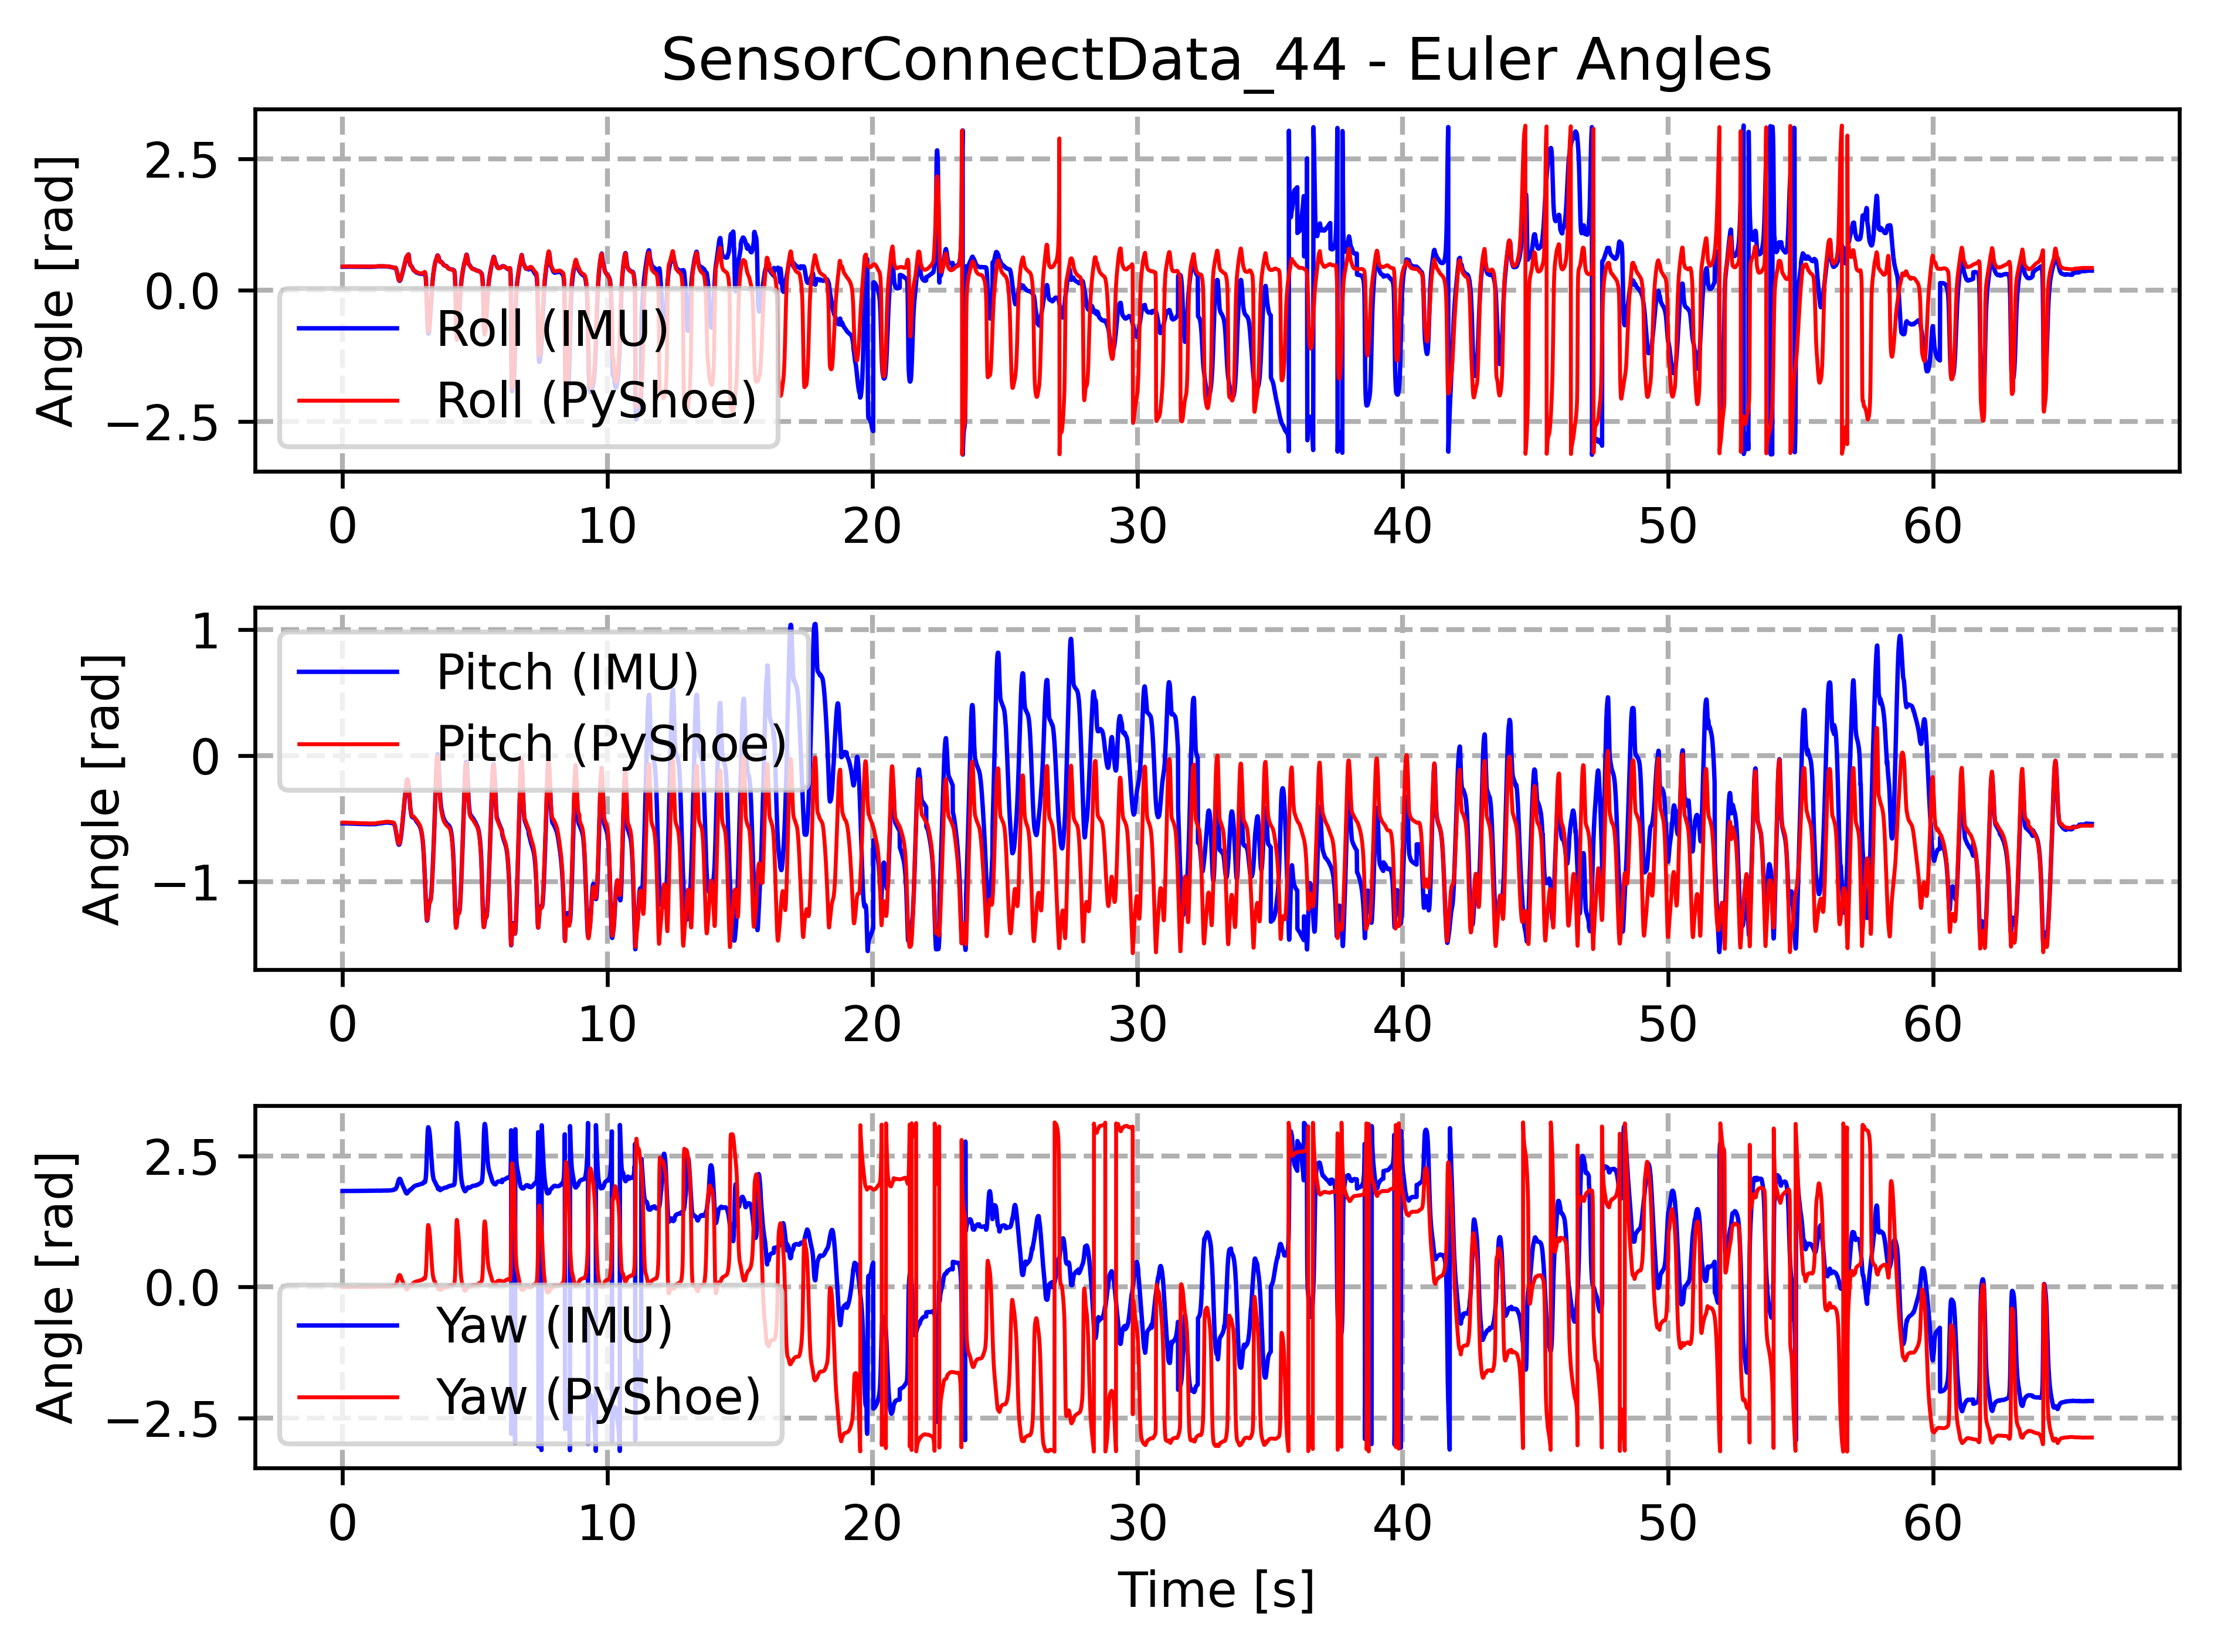 SensorConnectData_44 - Euler Angles
Angle [rad]
2.5
0.0
−2.5
Roll (IMU)
Roll (PyShoe)
0 10 20 30 40 50 60
Angle [rad]
1
0
−1
Pitch (IMU)
Pitch (PyShoe)
0 10 20 30 40 50 60
Angle [rad]
2.5
0.0
−2.5
Yaw (IMU)
Yaw (PyShoe)
0 10 20 30 40 50 60
Time [s]